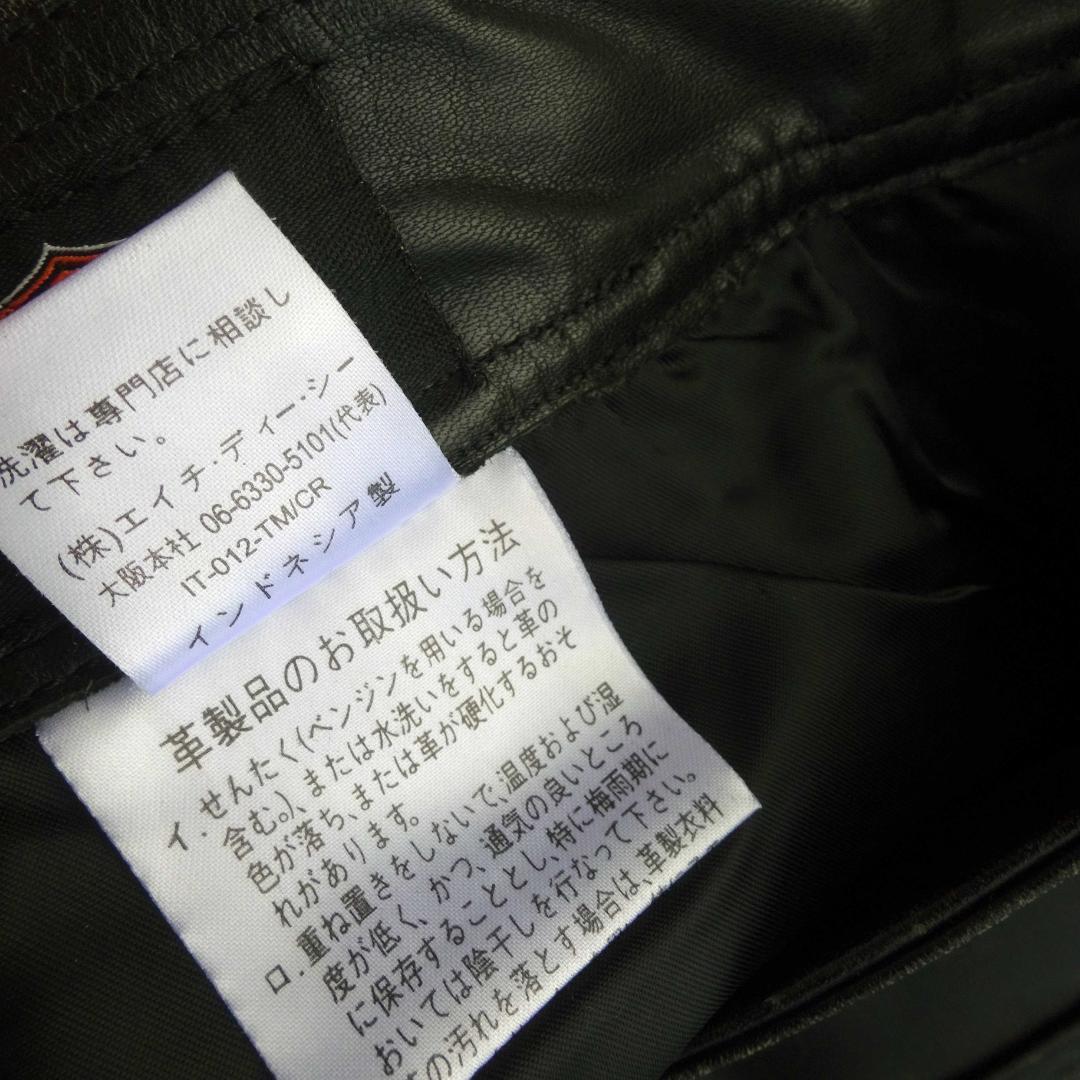 洗濯は専門店に相談し
て下さい。
(株)エイチ・ディー・シー
大阪本社 06-6330-5101(代表)
IT-012-TM/CR
インドネシア製
革製品のお取扱い方法
イ.せんたく(ベンジンを用いる場合を
含む。)、または水洗いをすると革の
色が落ち、または革が硬化するおそ
れがあります。
ロ.重ね置きをしないで、温度および湿
度が低く、かつ、通気の良いところ
に保存することとし、特に梅雨期に
おいては陰干しを行なって下さい。
の汚れを落とす場合は、革製衣料